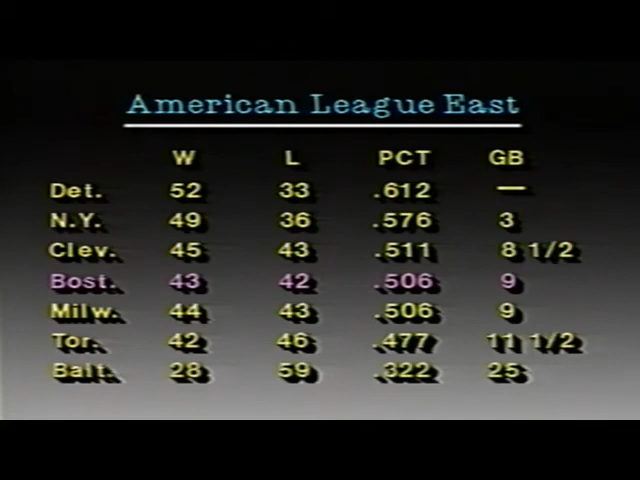 American League East
W L PCT GB
Det. 52 33 .612 —
N.Y. 49 36 .576 3
Clev. 45 43 .511 8 1/2
Bost. 43 42 .506 9
Milw. 44 43 .506 9
Tor. 42 46 .477 11 1/2
Balt. 28 59 .322 25